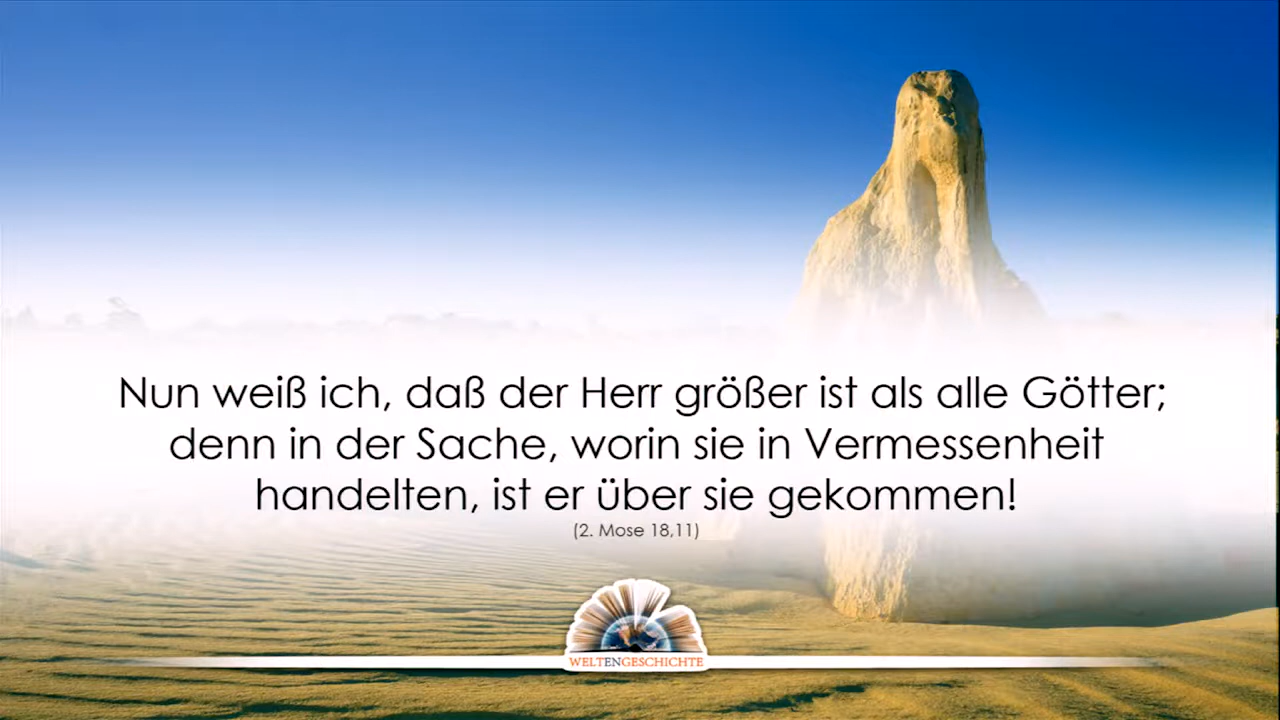 Nun weiß ich, daß der Herr größer ist als alle Götter;
denn in der Sache, worin sie in Vermessenheit
handelten, ist er über sie gekommen!
(2. Mose 18,11)
WELTENGESCHICHTE